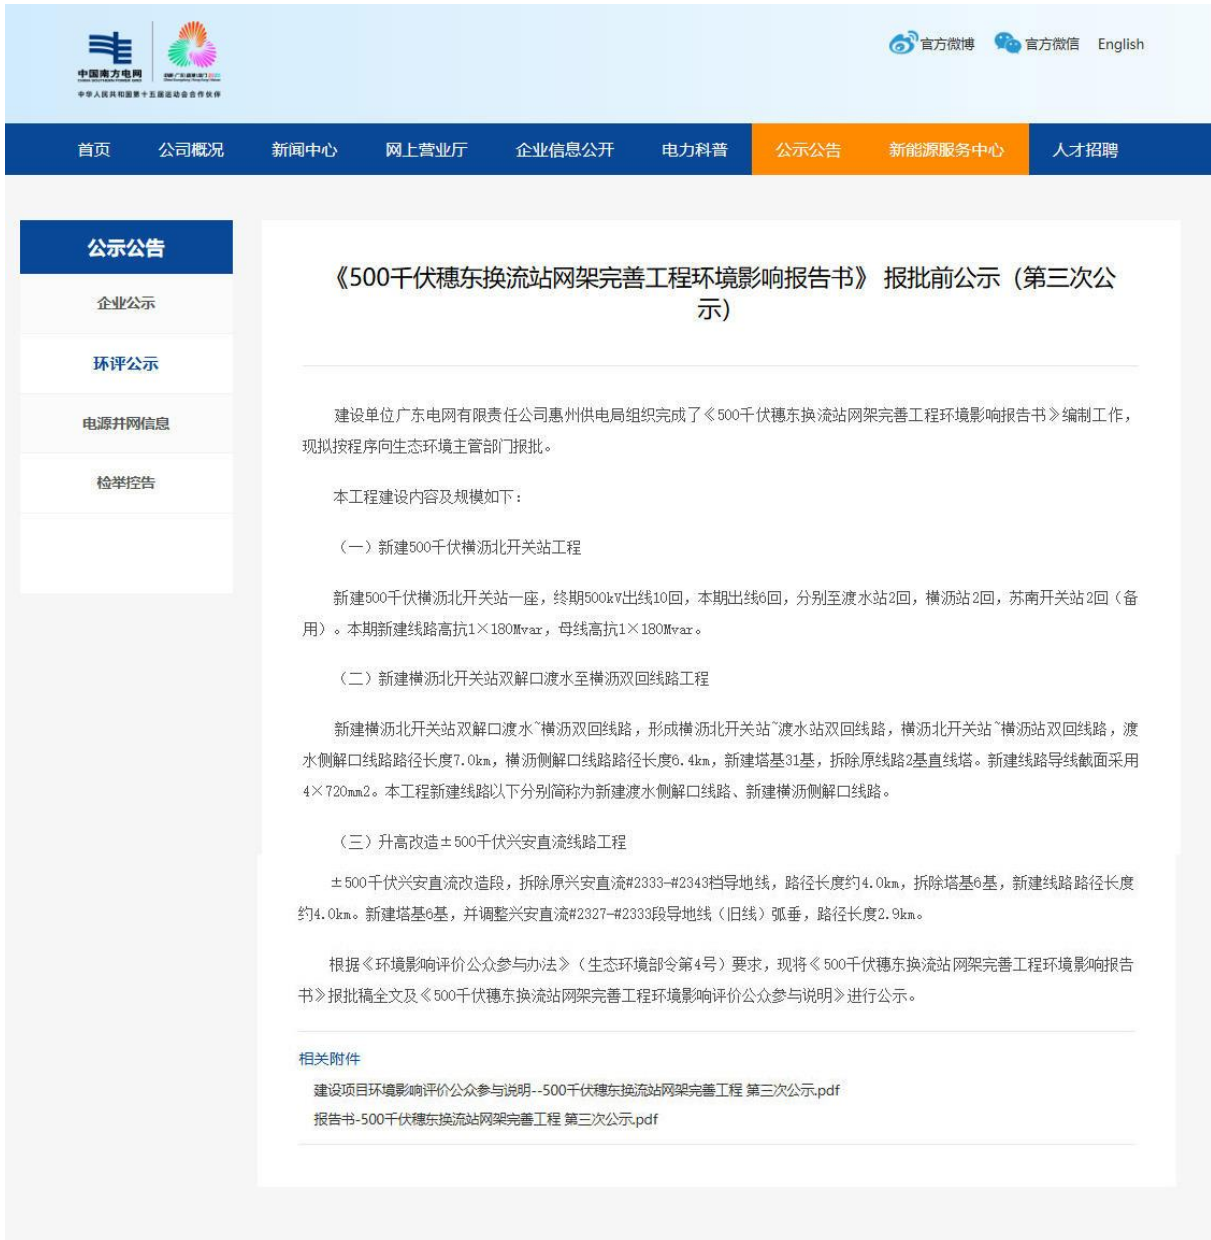 中国南方电网
中华人民共和国第十五届运动会合作伙伴
官方微博
官方微信
English
首页
公司概况
新闻中心
网上营业厅
企业信息公开
电力科普
公示公告
新能源服务中心
人才招聘
公示公告
企业公示
环评公示
电源并网信息
检举控告
《500千伏穗东换流站网架完善工程环境影响报告书》 报批前公示（第三次公
示）
建设单位广东电网有限责任公司惠州供电局组织完成了《500千伏穗东换流站网架完善工程环境影响报告书》编制工作，
现拟按程序向生态环境主管部门报批。
本工程建设内容及规模如下：
（一）新建500千伏横沥北开关站工程
新建500千伏横沥北开关站一座，终期500kV出线10回，本期出线6回，分别至渡水站2回，横沥站2回，苏南开关站2回（备
用）。本期新建线路高抗1×180Mvar，母线高抗1×180Mvar。
（二）新建横沥北开关站双解口渡水至横沥双回线路工程
新建横沥北开关站双解口渡水~横沥双回线路，形成横沥北开关站~渡水站双回线路，横沥北开关站~横沥站双回线路，渡
水侧解口线路路径长度7.0km，横沥侧解口线路路径长度6.4km，新建塔基31基，拆除原线路2基直线塔。新建线路导线截面采用
4×720mm2。本工程新建线路以下分别简称为新建渡水侧解口线路、新建横沥侧解口线路。
（三）升高改造±500千伏兴安直流线路工程
±500千伏兴安直流改造段，拆除原兴安直流#2333-#2343档导地线，路径长度约4.0km，拆除塔基6基，新建线路路径长度
约4.0km。新建塔基6基，并调整兴安直流#2327-#2333段导地线（旧线）弧垂，路径长度2.9km。
根据《环境影响评价公众参与办法》（生态环境部令第4号）要求，现将《500千伏穗东换流站网架完善工程环境影响报告
书》报批稿全文及《500千伏穗东换流站网架完善工程环境影响评价公众参与说明》进行公示。
相关附件
建设项目环境影响评价公众参与说明--500千伏穗东换流站网架完善工程 第三次公示.pdf
报告书-500千伏穗东换流站网架完善工程 第三次公示.pdf